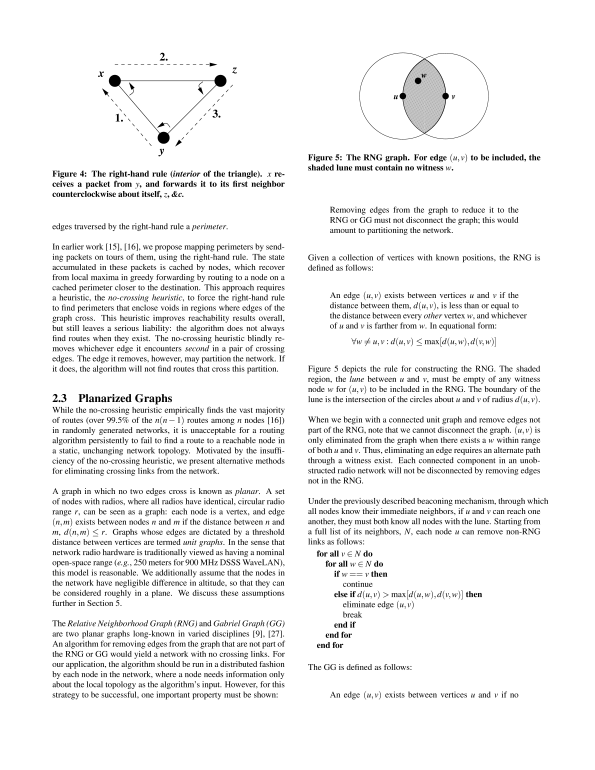 2.
x
z
1.
3.
y
Figure 4: The right-hand rule (interior of the triangle). x re-
ceives a packet from y, and forwards it to its first neighbor
counterclockwise about itself, z, &c.
edges traversed by the right-hand rule a perimeter.
In earlier work [15], [16], we propose mapping perimeters by send-
ing packets on tours of them, using the right-hand rule. The state
accumulated in these packets is cached by nodes, which recover
from local maxima in greedy forwarding by routing to a node on a
cached perimeter closer to the destination. This approach requires
a heuristic, the no-crossing heuristic, to force the right-hand rule
to find perimeters that enclose voids in regions where edges of the
graph cross. This heuristic improves reachability results overall,
but still leaves a serious liability: the algorithm does not always
find routes when they exist. The no-crossing heuristic blindly re-
moves whichever edge it encounters second in a pair of crossing
edges. The edge it removes, however, may partition the network. If
it does, the algorithm will not find routes that cross this partition.
2.3 Planarized Graphs
While the no-crossing heuristic empirically finds the vast majority
of routes (over 99.5% of the n(n − 1) routes among n nodes [16])
in randomly generated networks, it is unacceptable for a routing
algorithm persistently to fail to find a route to a reachable node in
a static, unchanging network topology. Motivated by the insuffi-
ciency of the no-crossing heuristic, we present alternative methods
for eliminating crossing links from the network.
A graph in which no two edges cross is known as planar. A set
of nodes with radios, where all radios have identical, circular radio
range r, can be seen as a graph: each node is a vertex, and edge
(n,m) exists between nodes n and m if the distance between n and
m, d(n,m) ≤ r. Graphs whose edges are dictated by a threshold
distance between vertices are termed unit graphs. In the sense that
network radio hardware is traditionally viewed as having a nominal
open-space range (e.g., 250 meters for 900 MHz DSSS WaveLAN),
this model is reasonable. We additionally assume that the nodes in
the network have negligible difference in altitude, so that they can
be considered roughly in a plane. We discuss these assumptions
further in Section 5.
The Relative Neighborhood Graph (RNG) and Gabriel Graph (GG)
are two planar graphs long-known in varied disciplines [9], [27].
An algorithm for removing edges from the graph that are not part of
the RNG or GG would yield a network with no crossing links. For
our application, the algorithm should be run in a distributed fashion
by each node in the network, where a node needs information only
about the local topology as the algorithm's input. However, for this
strategy to be successful, one important property must be shown:
w
u
v
Figure 5: The RNG graph. For edge (u,v) to be included, the
shaded lune must contain no witness w.
Removing edges from the graph to reduce it to the
RNG or GG must not disconnect the graph; this would
amount to partitioning the network.
Given a collection of vertices with known positions, the RNG is
defined as follows:
An edge (u,v) exists between vertices u and v if the
distance between them, d(u,v), is less than or equal to
the distance between every other vertex w, and whichever
of u and v is farther from w. In equational form:
∀w ≠ u,v : d(u,v) ≤ max[d(u,w),d(v,w)]
Figure 5 depicts the rule for constructing the RNG. The shaded
region, the lune between u and v, must be empty of any witness
node w for (u,v) to be included in the RNG. The boundary of the
lune is the intersection of the circles about u and v of radius d(u,v).
When we begin with a connected unit graph and remove edges not
part of the RNG, note that we cannot disconnect the graph. (u,v) is
only eliminated from the graph when there exists a w within range
of both u and v. Thus, eliminating an edge requires an alternate path
through a witness exist. Each connected component in an unob-
structed radio network will not be disconnected by removing edges
not in the RNG.
Under the previously described beaconing mechanism, through which
all nodes know their immediate neighbors, if u and v can reach one
another, they must both know all nodes with the lune. Starting from
a full list of its neighbors, N, each node u can remove non-RNG
links as follows:
for all v ∈ N do
for all w ∈ N do
if w == v then
continue
else if d(u,v) > max[d(u,w),d(v,w)] then
eliminate edge (u,v)
break
end if
end for
end for
The GG is defined as follows:
An edge (u,v) exists between vertices u and v if no